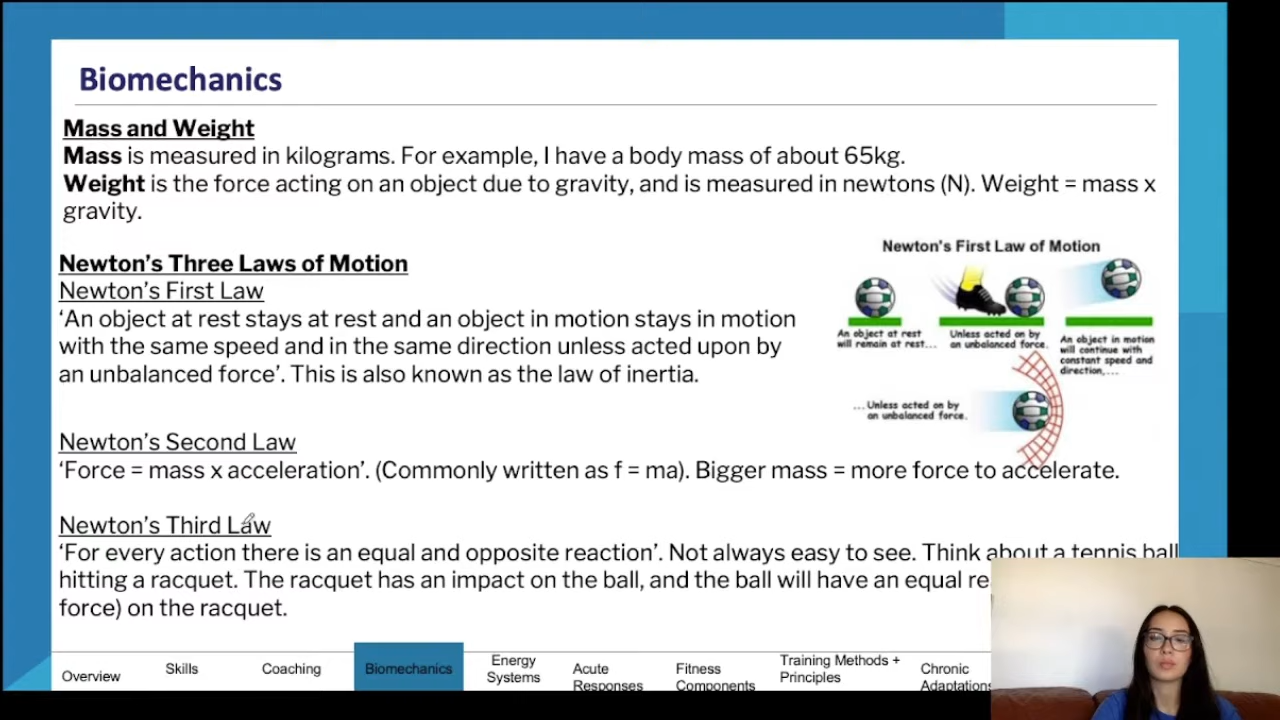 Biomechanics
Mass and Weight
Mass is measured in kilograms. For example, I have a body mass of about 65kg.
Weight is the force acting on an object due to gravity, and is measured in newtons (N). Weight = mass x
gravity.
Newton's Three Laws of Motion
Newton's First Law
'An object at rest stays at rest and an object in motion stays in motion
with the same speed and in the same direction unless acted upon by
an unbalanced force'. This is also known as the law of inertia.
Newton's First Law of Motion
An object at rest
will remain at rest...
Unless acted on by
an unbalanced force.
An object in motion
will continue with
constant speed and
direction,...
...Unless acted on by
an unbalanced force.
Newton's Second Law
'Force = mass x acceleration'. (Commonly written as f = ma). Bigger mass = more force to accelerate.
Newton's Third Law
'For every action there is an equal and opposite reaction'. Not always easy to see. Think about a tennis ball
hitting a racquet. The racquet has an impact on the ball, and the ball will have an equal re
force) on the racquet.
Overview
Skills
Coaching
Biomechanics
Energy
Systems
Acute
Responses
Fitness
Components
Training Methods +
Principles
Chronic
Adaptations